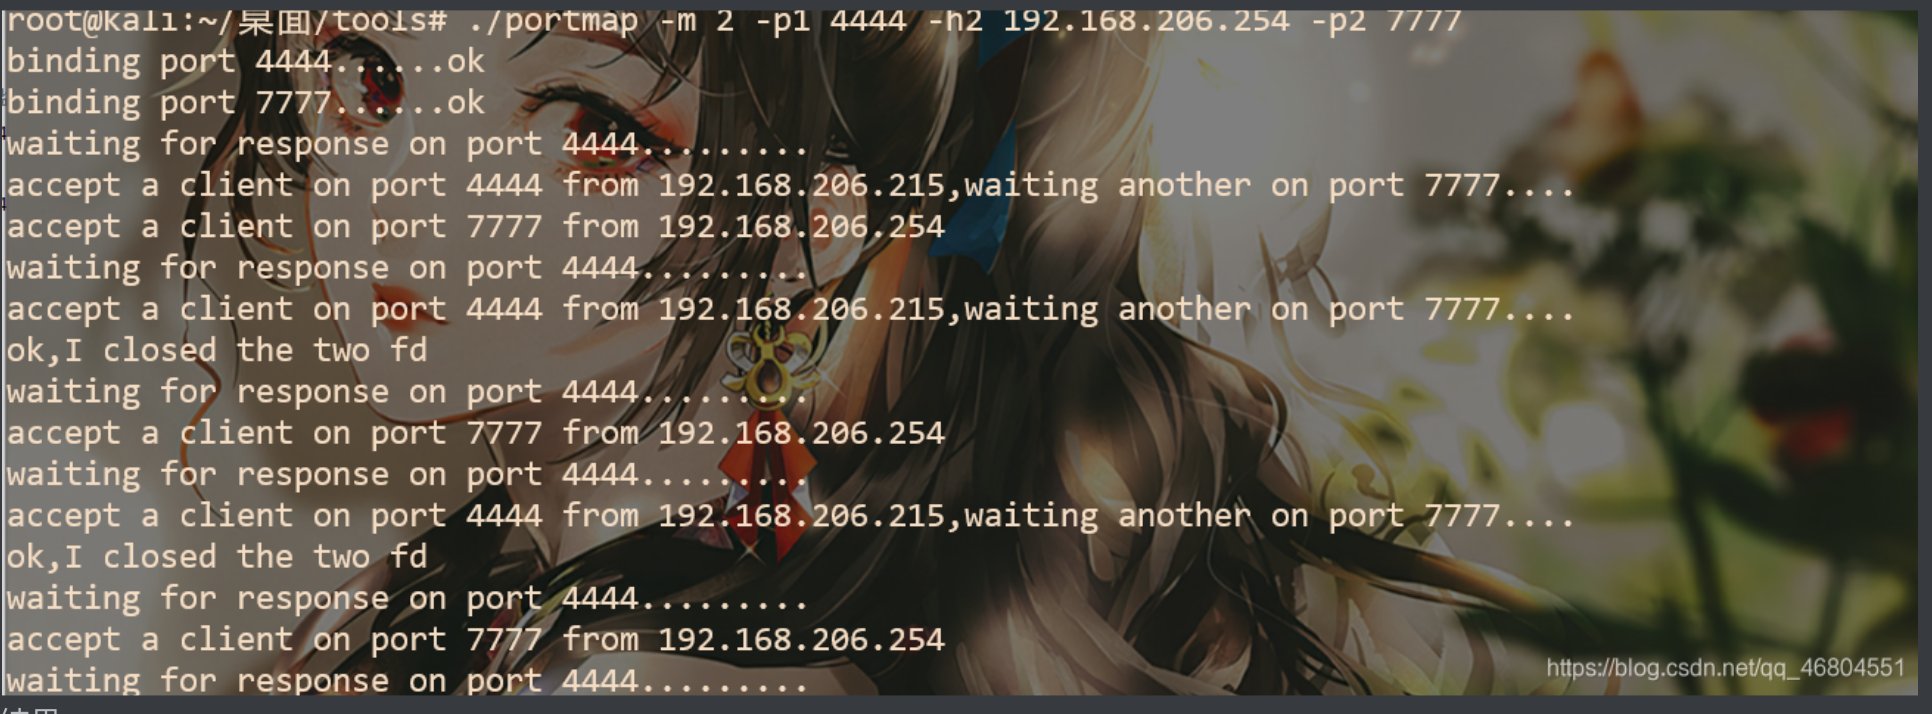 root@kali:~/桌面/tools# ./portmap -m 2 -p1 4444 -h2 192.168.206.254 -p2 7777
binding port 4444......ok
binding port 7777......ok
waiting for response on port 4444.........
accept a client on port 4444 from 192.168.206.215,waiting another on port 7777....
accept a client on port 7777 from 192.168.206.254
waiting for response on port 4444.........
accept a client on port 4444 from 192.168.206.215,waiting another on port 7777....
ok,I closed the two fd
waiting for response on port 4444.........
accept a client on port 7777 from 192.168.206.254
waiting for response on port 4444.........
accept a client on port 4444 from 192.168.206.215,waiting another on port 7777....
ok,I closed the two fd
waiting for response on port 4444.........
accept a client on port 7777 from 192.168.206.254
waiting for response on port 4444.........
https://blog.csdn.net/qq_46804551